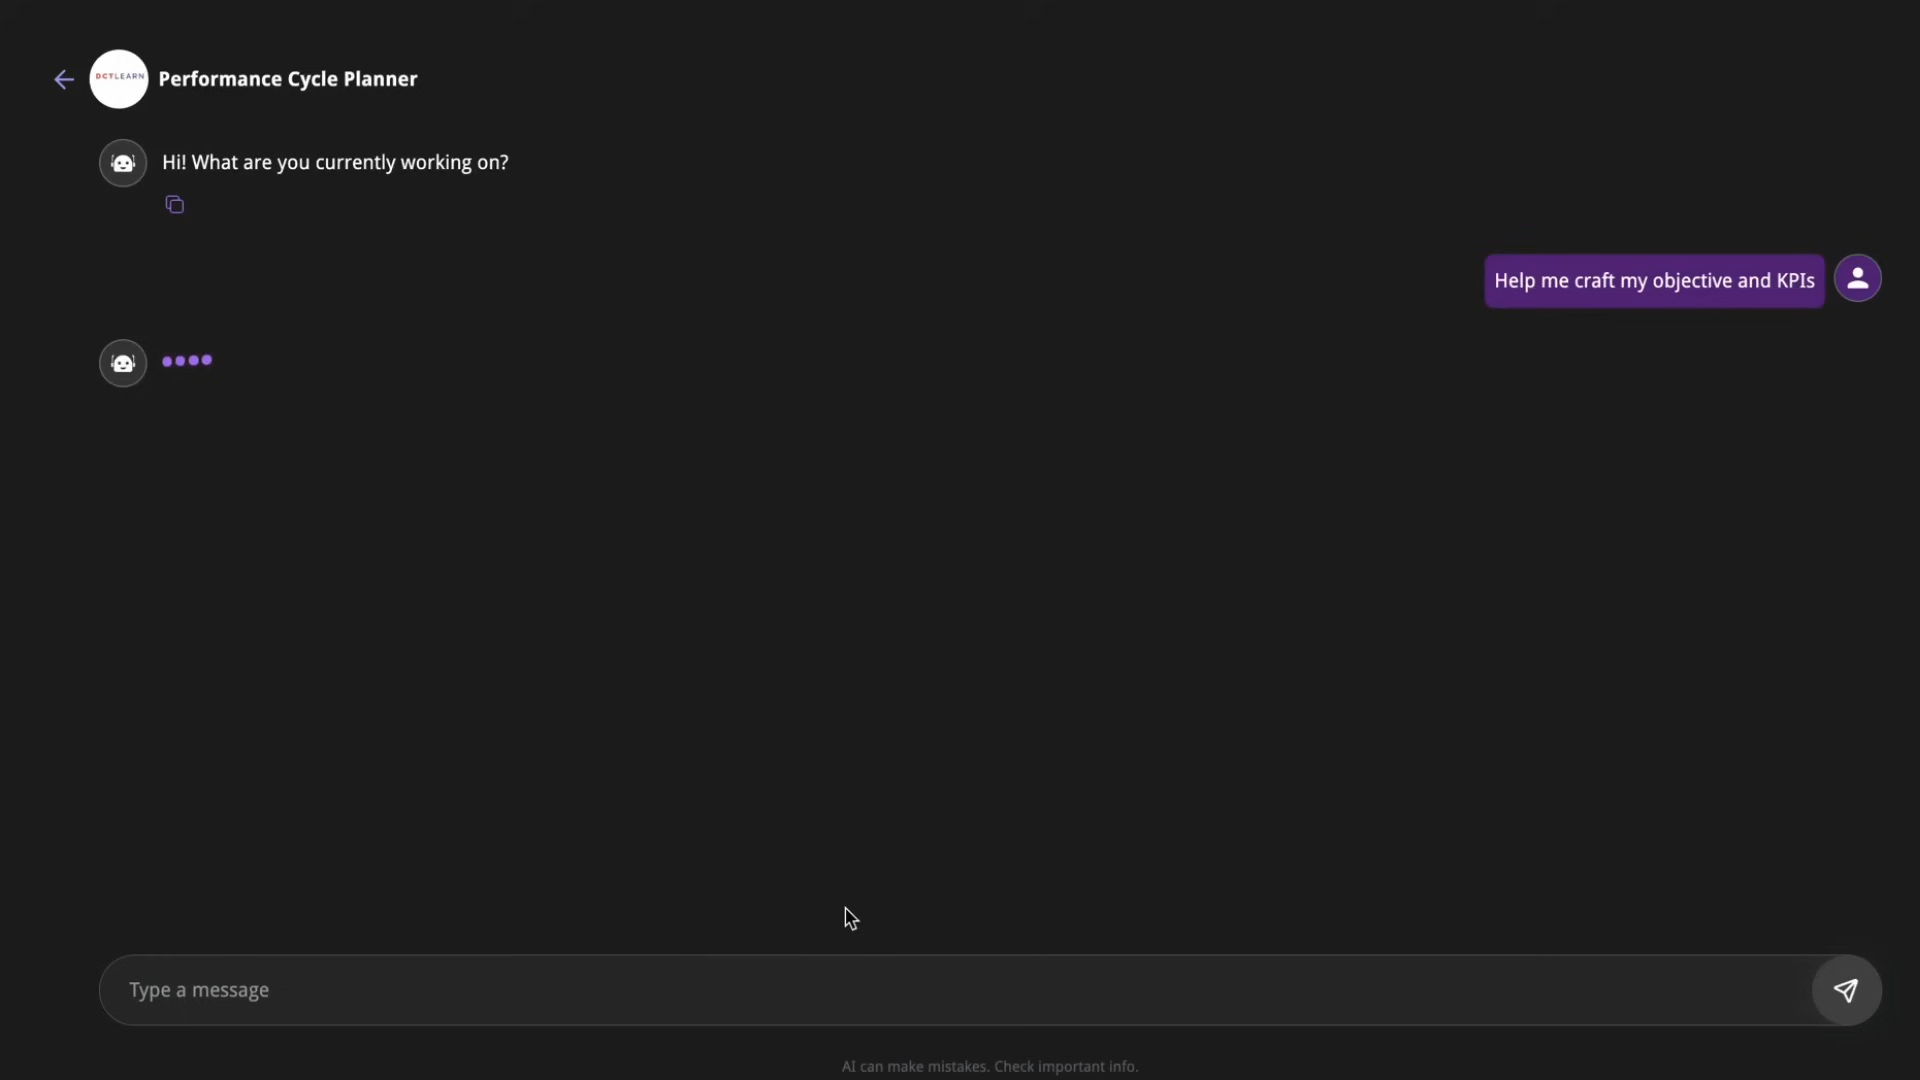 DCTLEARN
Performance Cycle Planner
Hi! What are you currently working on?
Help me craft my objective and KPIs
Type a message
AI can make mistakes. Check important info.